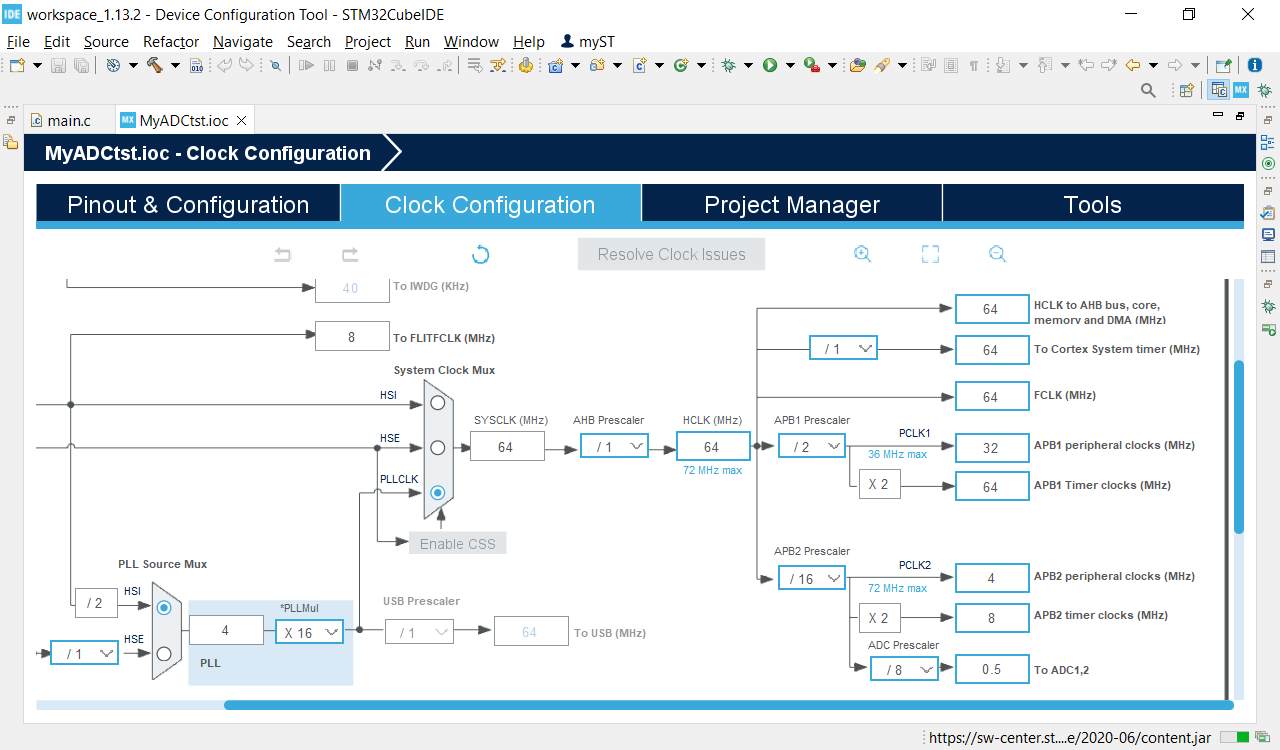 IDE workspace_1.13.2 - Device Configuration Tool - STM32CubeIDE
File Edit Source Refactor Navigate Search Project Run Window Help myST
main.c MyADCtst.ioc
MyADCtst.ioc - Clock Configuration
Pinout & Configuration Clock Configuration Project Manager Tools
Resolve Clock Issues
40 To IWDG (KHz)
8 To FLITFCLK (MHz)
System Clock Mux
HSI
HSE
PLLCLK
Enable CSS
SYSCLK (MHz)
64
AHB Prescaler
/ 1
HCLK (MHz)
64
72 MHz max
64 HCLK to AHB bus, core,
memory and DMA (MHz)
/ 1 64 To Cortex System timer (MHz)
64 FCLK (MHz)
APB1 Prescaler
/ 2
PCLK1
36 MHz max
32 APB1 peripheral clocks (MHz)
X 2 64 APB1 Timer clocks (MHz)
APB2 Prescaler
/ 16
PCLK2
72 MHz max
4 APB2 peripheral clocks (MHz)
X 2 8 APB2 timer clocks (MHz)
ADC Prescaler
/ 8 0.5 To ADC1,2
PLL Source Mux
/ 2 HSI
/ 1 HSE
4
*PLLMul
X 16
PLL
USB Prescaler
/ 1 64 To USB (MHz)
https://sw-center.st....e/2020-06/content.jar